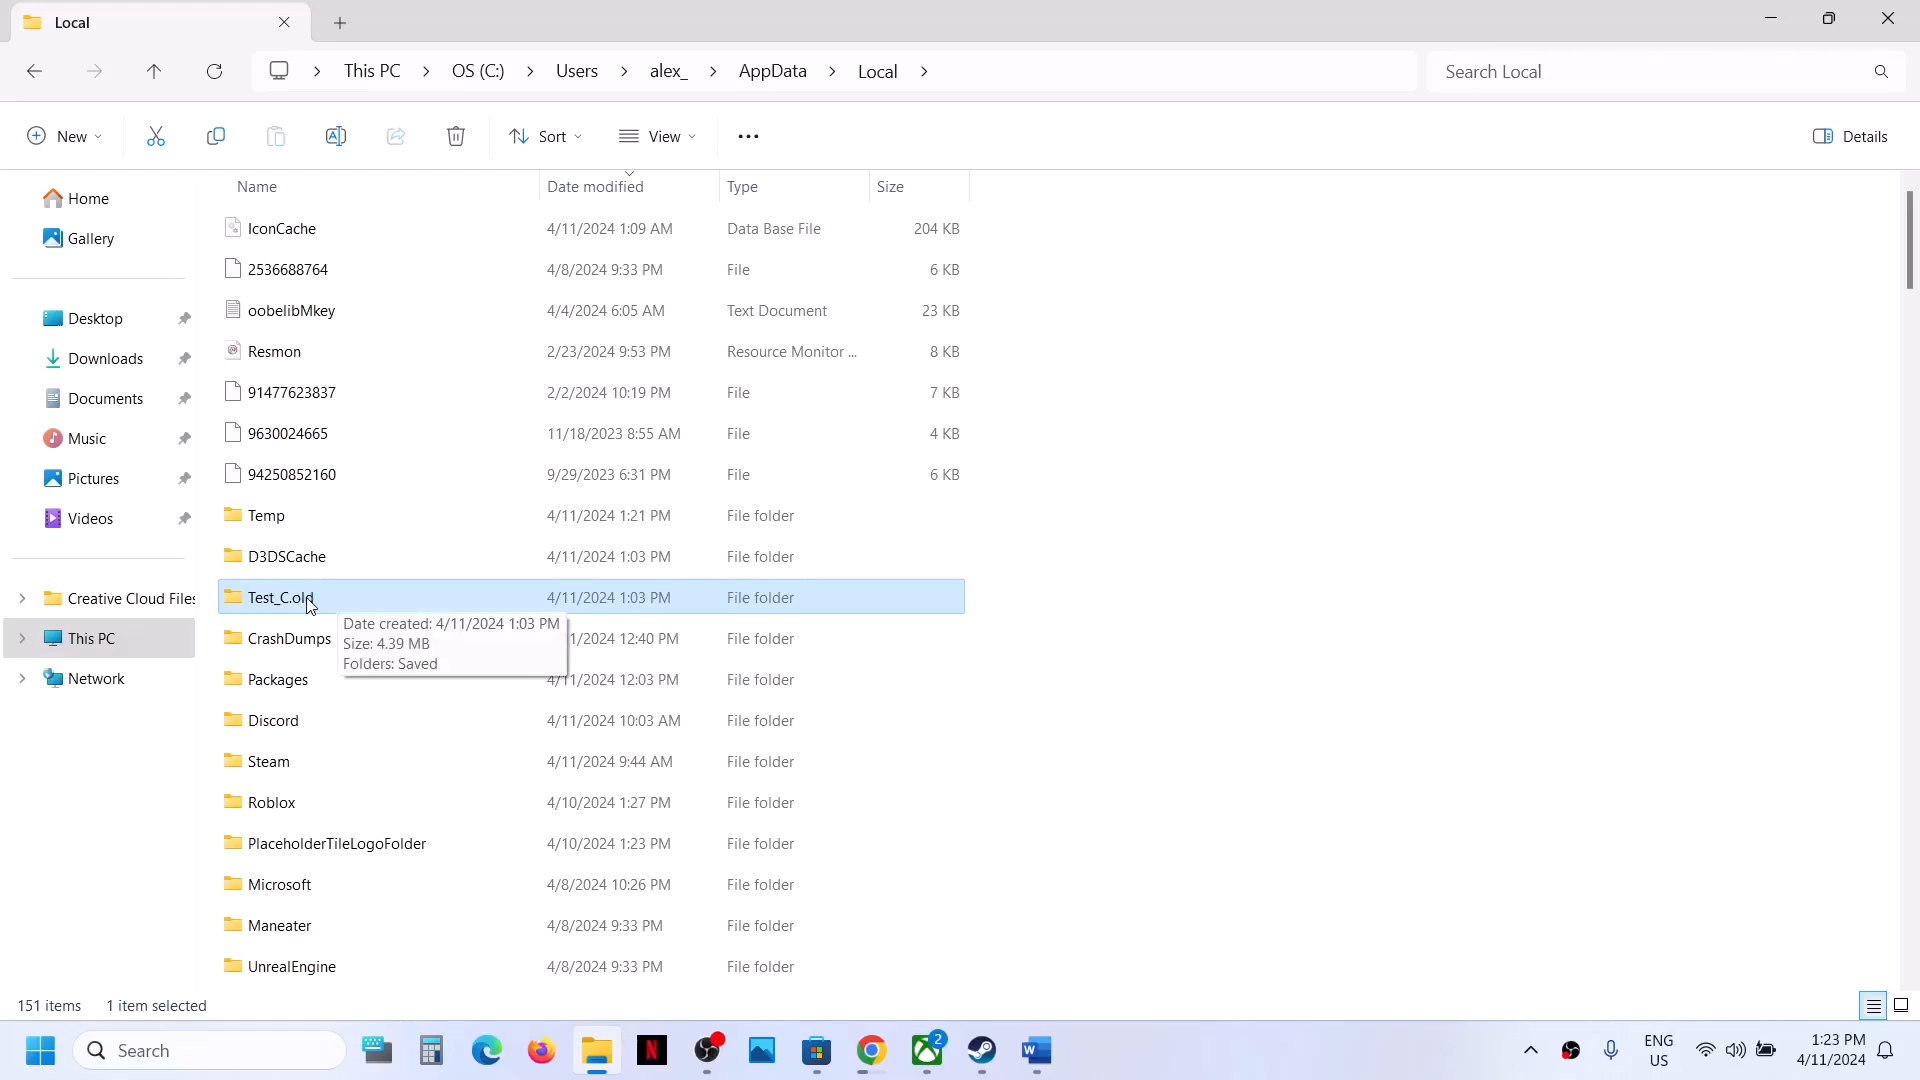 Local
This PC
OS (C:)
Users
alex_
AppData
Local
Search Local
New
Sort
View
Details
Name
Date modified
Type
Size
Home
Gallery
Desktop
Downloads
Documents
Music
Pictures
Videos
Creative Cloud Files
This PC
Network
IconCache 4/11/2024 1:09 AM Data Base File 204 KB
2536688764 4/8/2024 9:33 PM File 6 KB
oobelibMkey 4/4/2024 6:05 AM Text Document 23 KB
Resmon 2/23/2024 9:53 PM Resource Monitor ... 8 KB
91477623837 2/2/2024 10:19 PM File 7 KB
9630024665 11/18/2023 8:55 AM File 4 KB
94250852160 9/29/2023 6:31 PM File 6 KB
Temp 4/11/2024 1:21 PM File folder
D3DSCache 4/11/2024 1:03 PM File folder
Test_C.old 4/11/2024 1:03 PM File folder
Date created: 4/11/2024 1:03 PM
Size: 4.39 MB
Folders: Saved
CrashDumps 1/2024 12:40 PM File folder
Packages 4/11/2024 12:03 PM File folder
Discord 4/11/2024 10:03 AM File folder
Steam 4/11/2024 9:44 AM File folder
Roblox 4/10/2024 1:27 PM File folder
PlaceholderTileLogoFolder 4/10/2024 1:23 PM File folder
Microsoft 4/8/2024 10:26 PM File folder
Maneater 4/8/2024 9:33 PM File folder
UnrealEngine 4/8/2024 9:33 PM File folder
151 items
1 item selected
Search
N
2
W
ENG
US
1:23 PM
4/11/2024